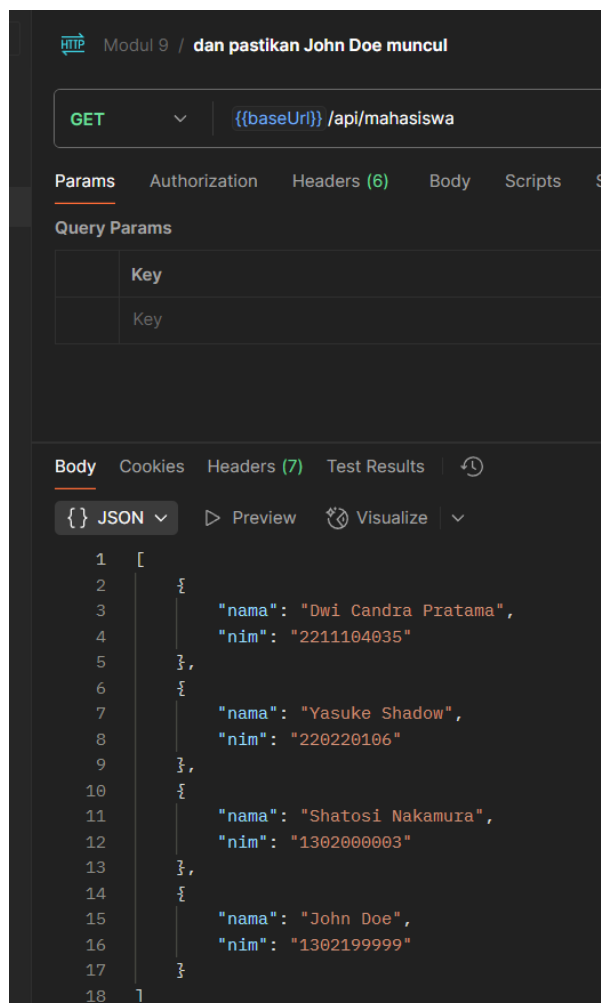 HTTP Modul 9 / dan pastikan John Doe muncul
GET {{baseUrl}} /api/mahasiswa
Params Authorization Headers (6) Body Scripts
Query Params
Key
Key
Body Cookies Headers (7) Test Results
{} JSON Preview Visualize
1 [
2 {
3 "nama": "Dwi Candra Pratama",
4 "nim": "2211104035"
5 },
6 {
7 "nama": "Yasuke Shadow",
8 "nim": "220220106"
9 },
10 {
11 "nama": "Shatosi Nakamura",
12 "nim": "1302000003"
13 },
14 {
15 "nama": "John Doe",
16 "nim": "1302199999"
17 }
18 ]